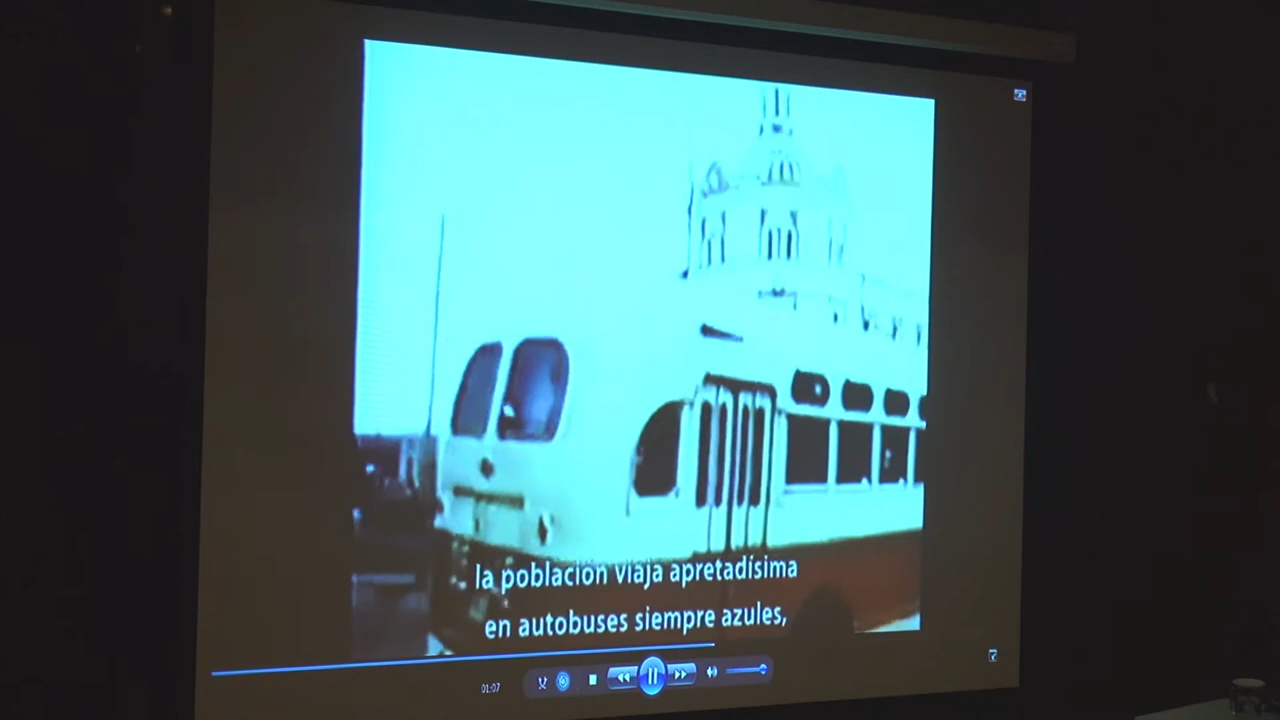 la población viaja apretadísima
en autobuses siempre azules,
01:07